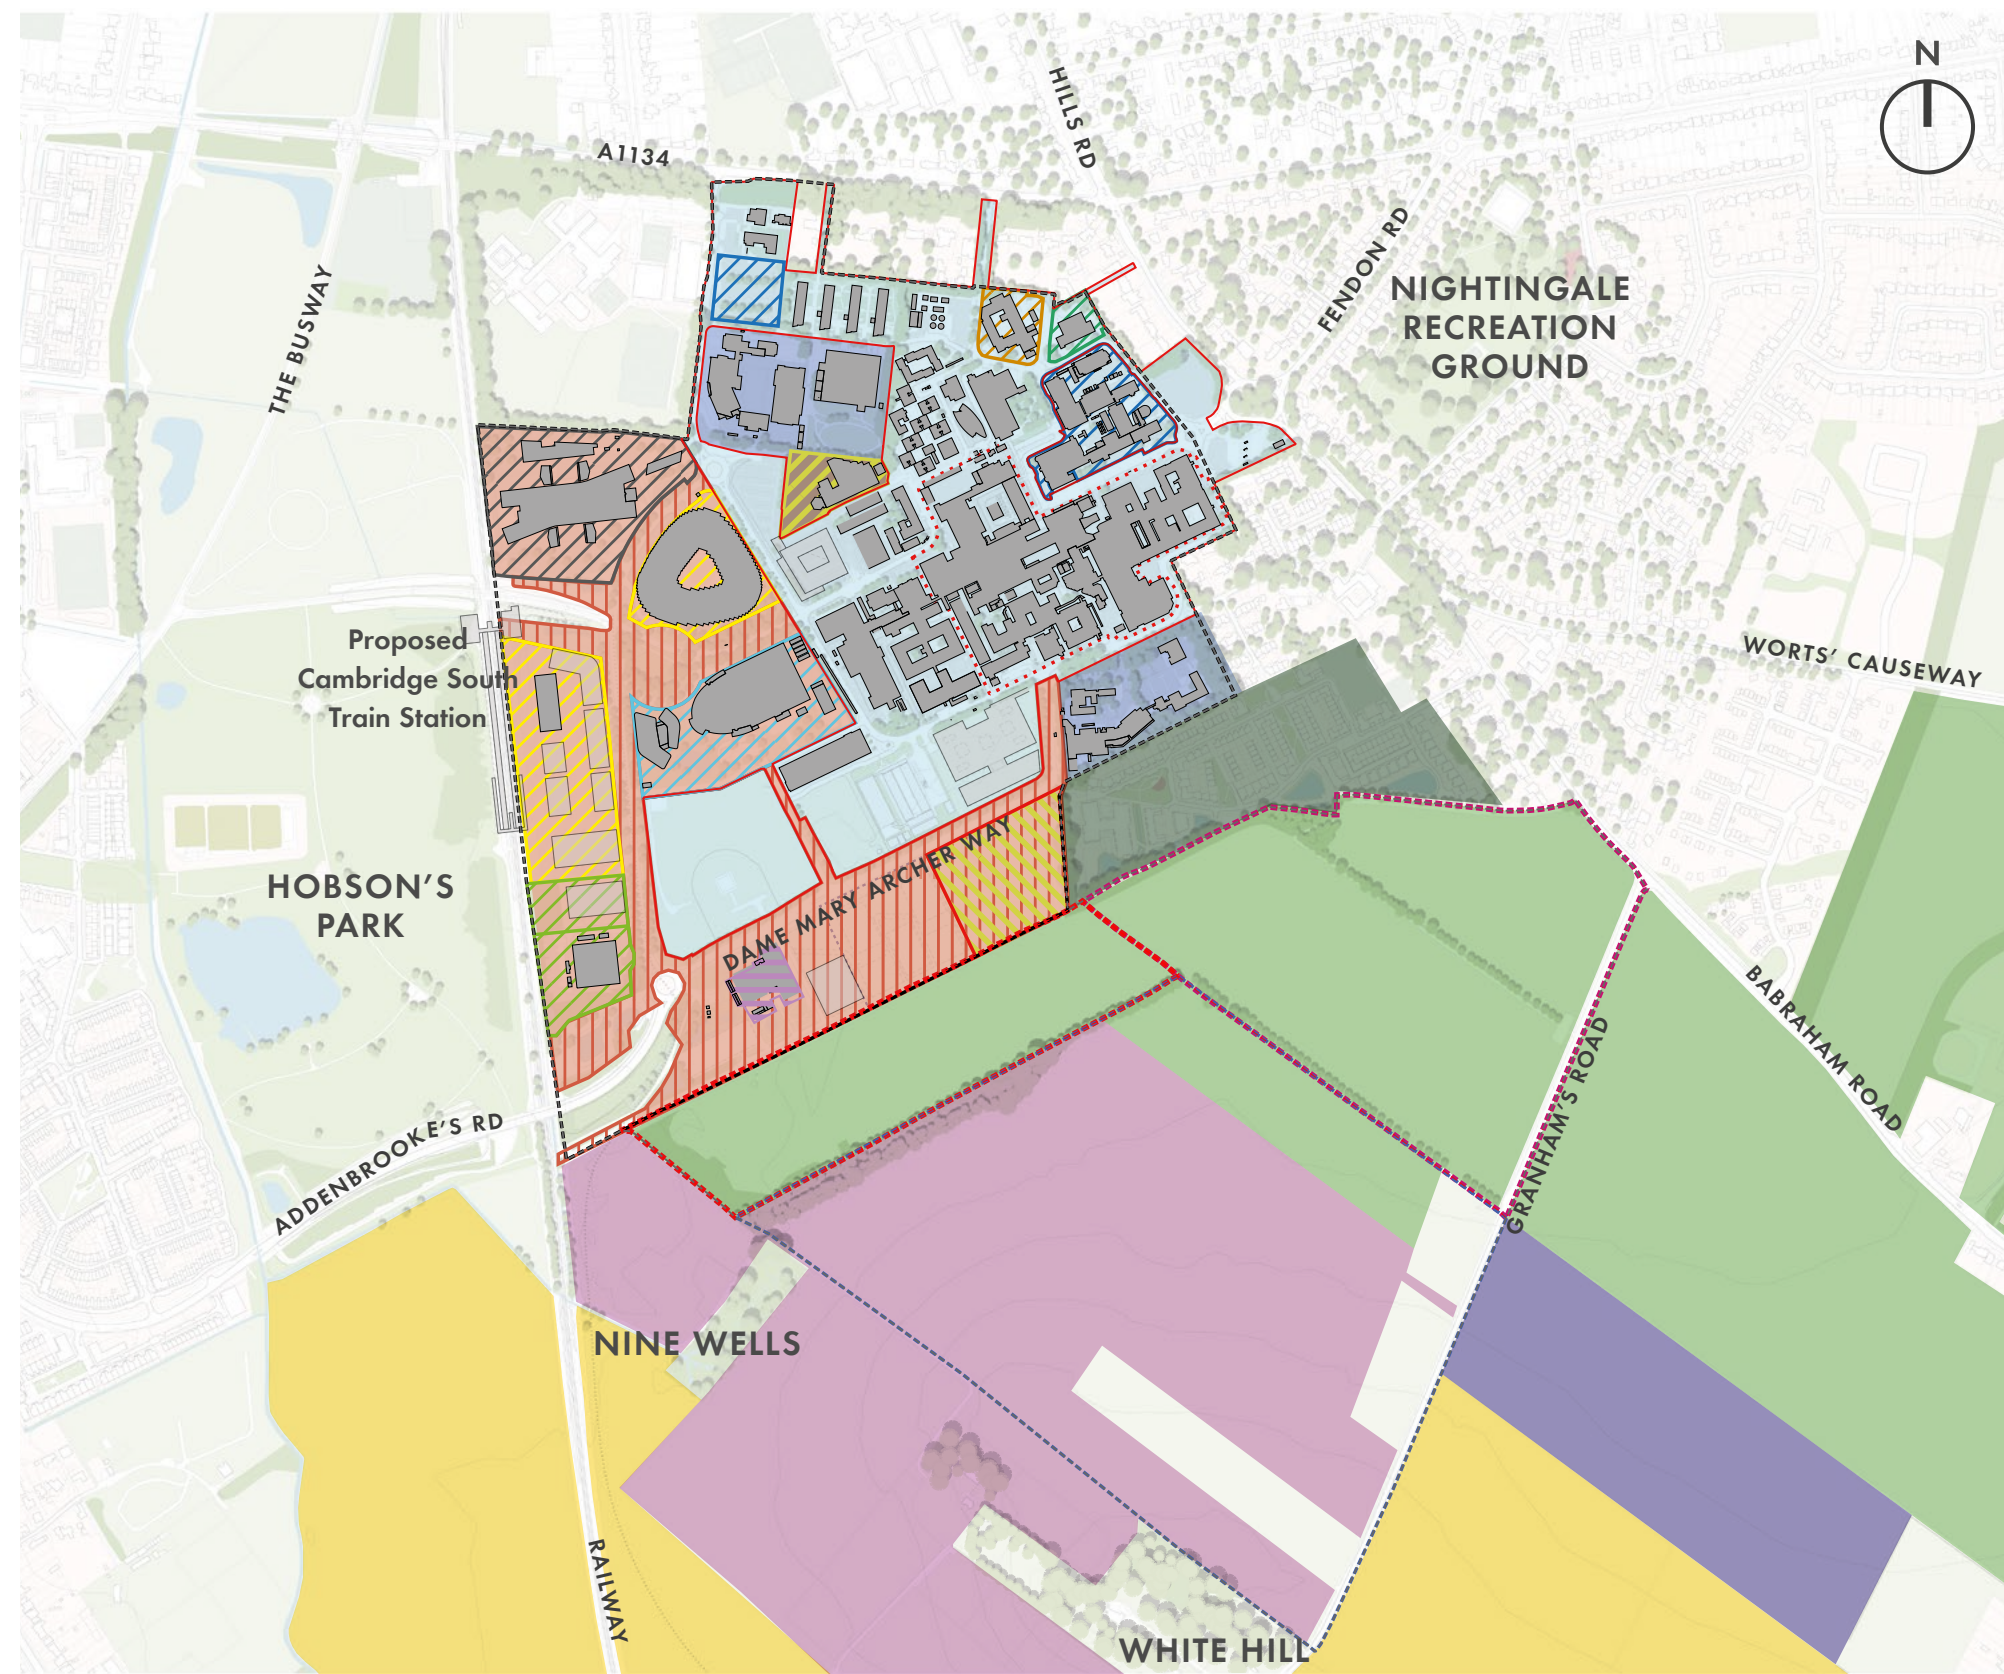 N
HILLS RD
A1134
FENDON RD
THE BUSWAY
NIGHTINGALE
RECREATION
GROUND
Proposed
Cambridge South
Train Station
WORTS' CAUSEWAY
HOBSON'S
PARK
DAME MARY ARCHER WAY
BABRAHAM ROAD
GRANHAM'S ROAD
ADDENBROOKE'S RD
NINE WELLS
RAILWAY
WHITE HILL